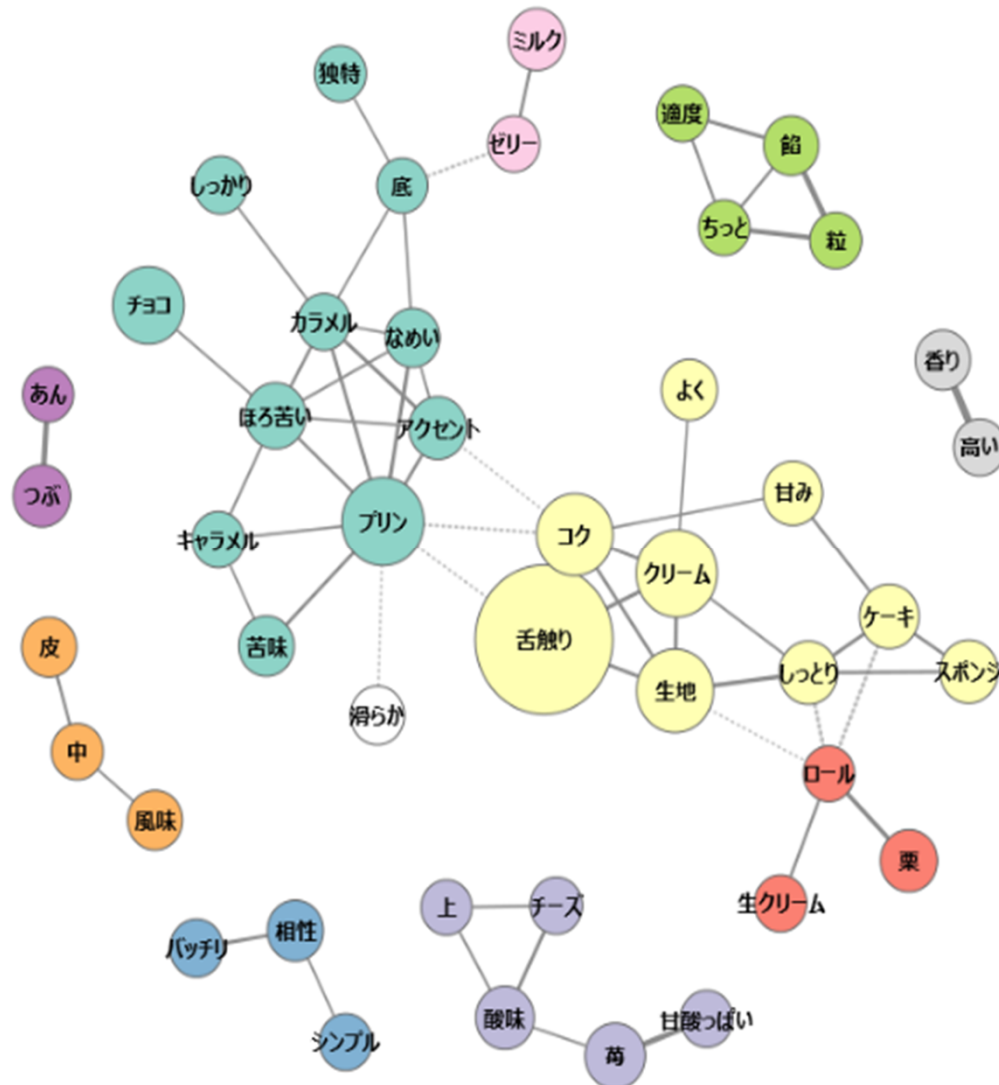 ミルク
独特
ゼリー
適度
餡
しっかり
底
ちっと
粒
チョコ
カラメル
なめい
香り
あん
よく
ほろ苦い
アクセント
高い
つぶ
甘み
プリン
キャラメル
コク
クリーム
ケーキ
皮
苦味
舌触り
しっとり
スポンジ
生地
滑らか
中
ロール
風味
栗
生クリーム
上
チーズ
バッチリ
相性
酸味
甘酸っぱい
シンプル
苺